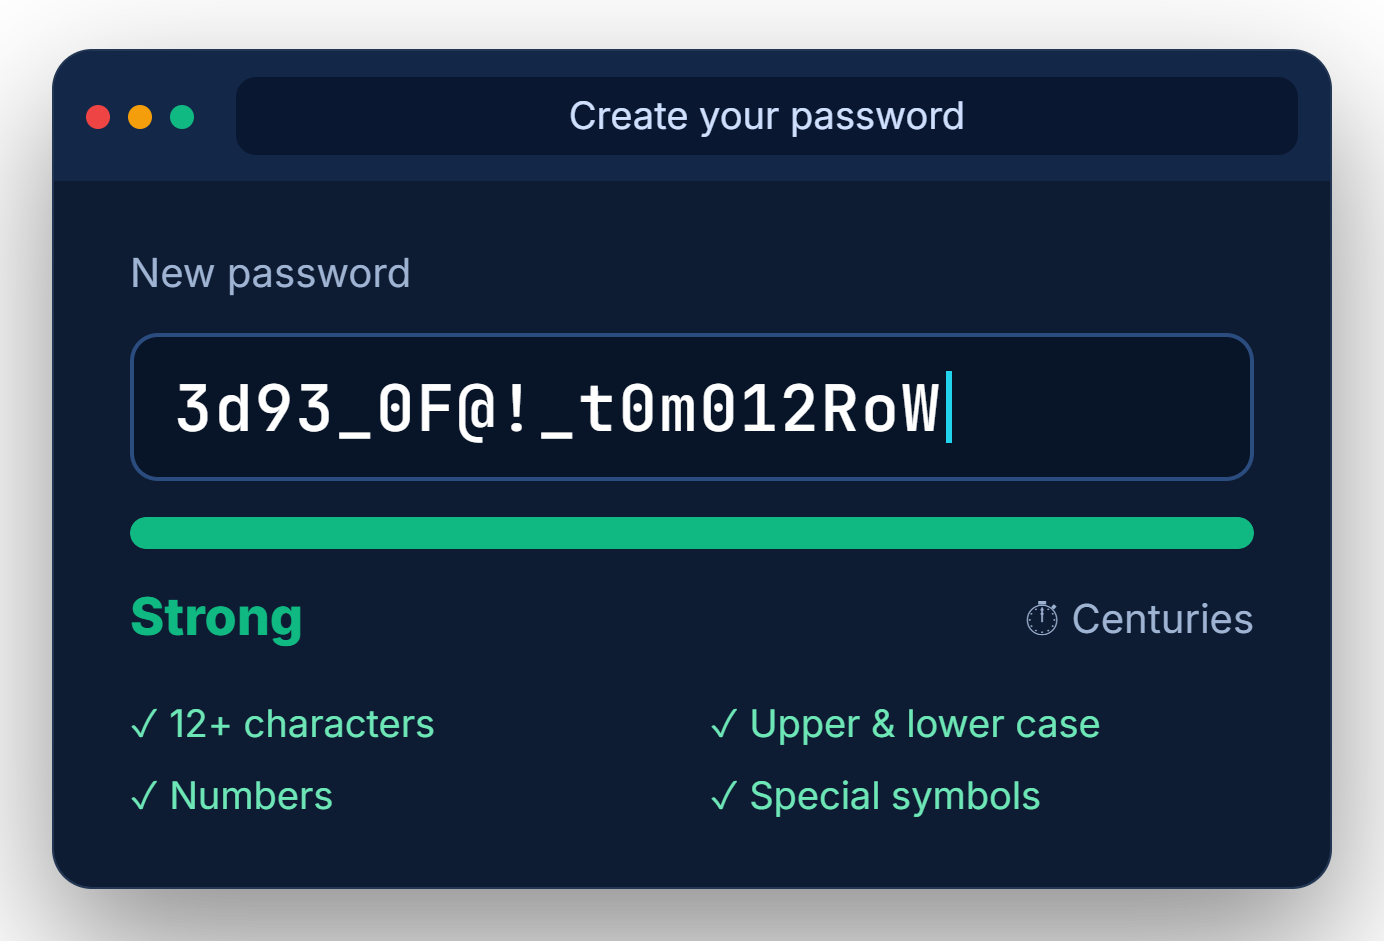 Create your password
New password
3d93_0F@!_t0m012RoW
Strong
⏱ Centuries
✓ 12+ characters
✓ Upper & lower case
✓ Numbers
✓ Special symbols